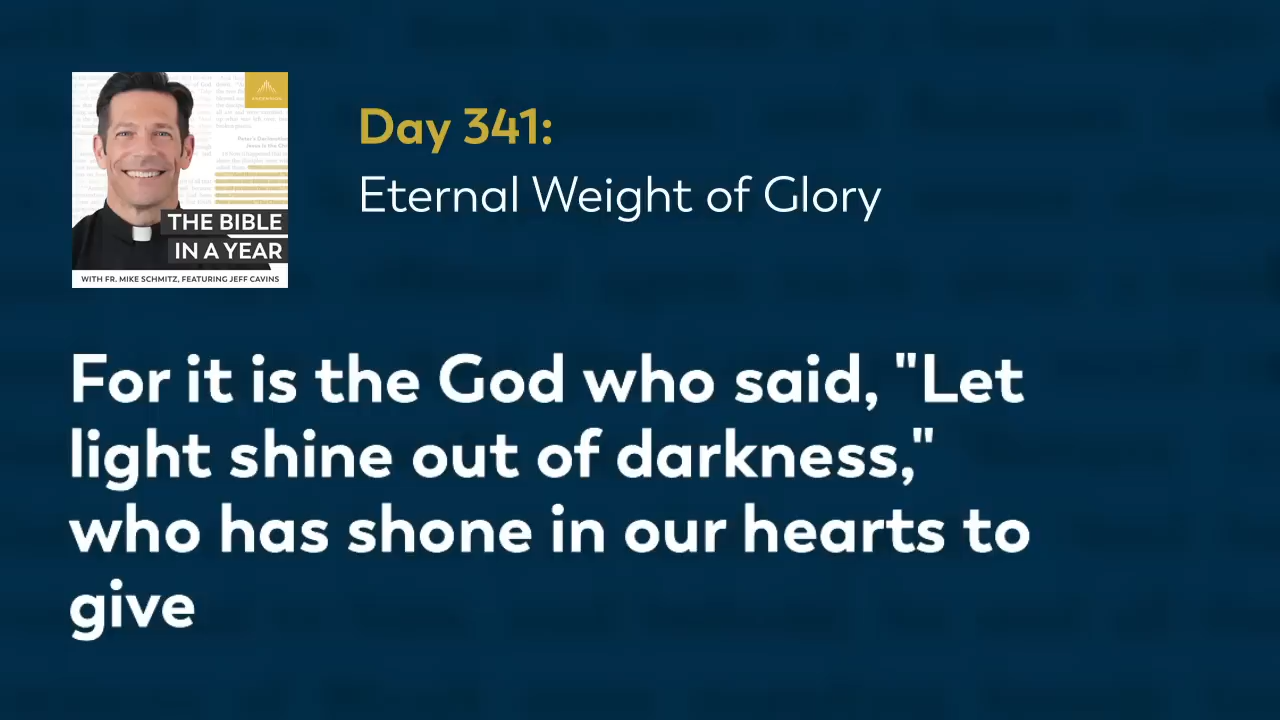 Day 341:
Eternal Weight of Glory
THE BIBLE
IN A YEAR
WITH FR. MIKE SCHMITZ, FEATURING JEFF CAVINS
For it is the God who said, "Let
light shine out of darkness,"
who has shone in our hearts to
give